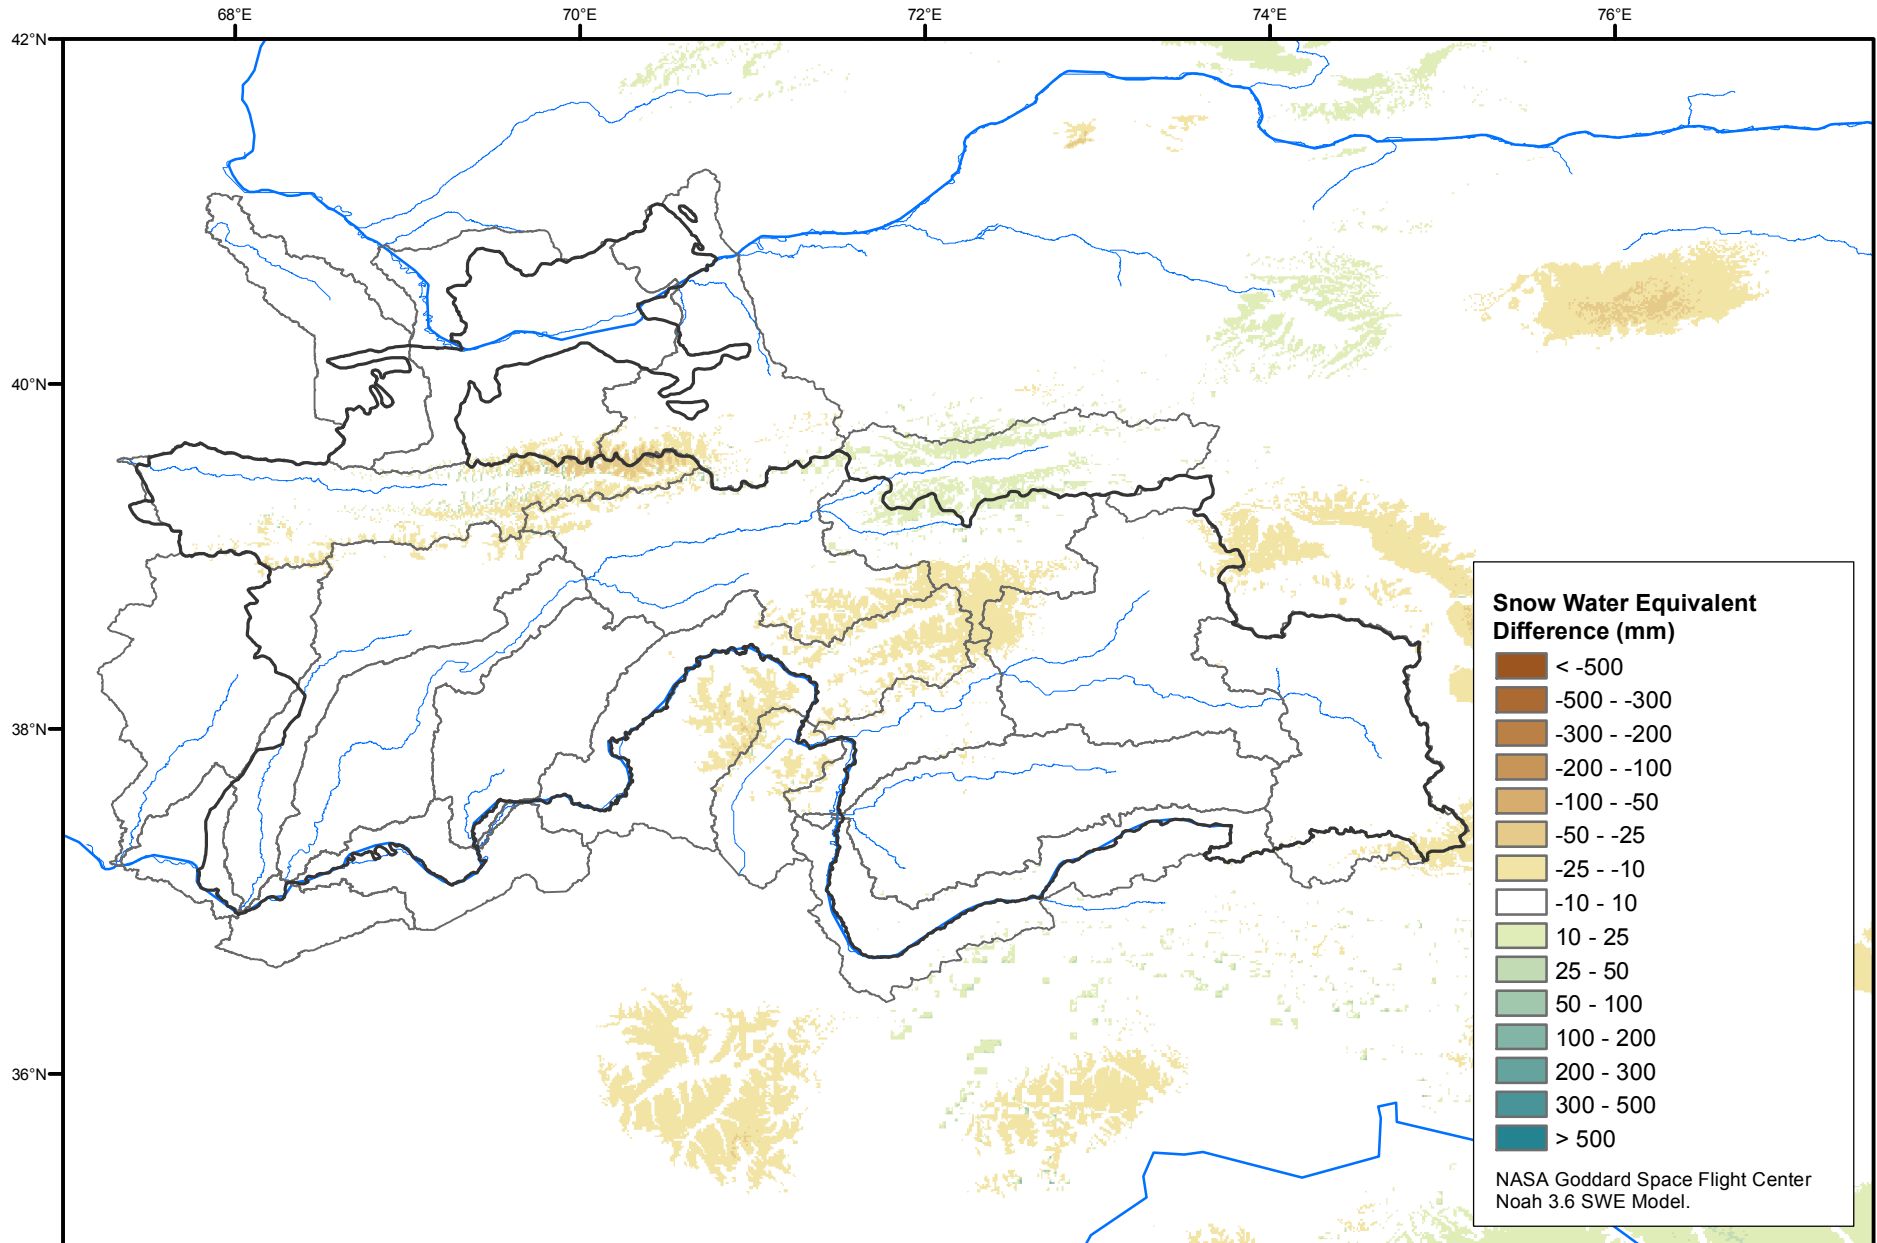 68°E 70°E 72°E 74°E 76°E
42°N
40°N
38°N
36°N
Snow Water Equivalent
Difference (mm)
< -500
-500 - -300
-300 - -200
-200 - -100
-100 - -50
-50 - -25
-25 - -10
-10 - 10
10 - 25
25 - 50
50 - 100
100 - 200
200 - 300
300 - 500
> 500
NASA Goddard Space Flight Center
Noah 3.6 SWE Model.